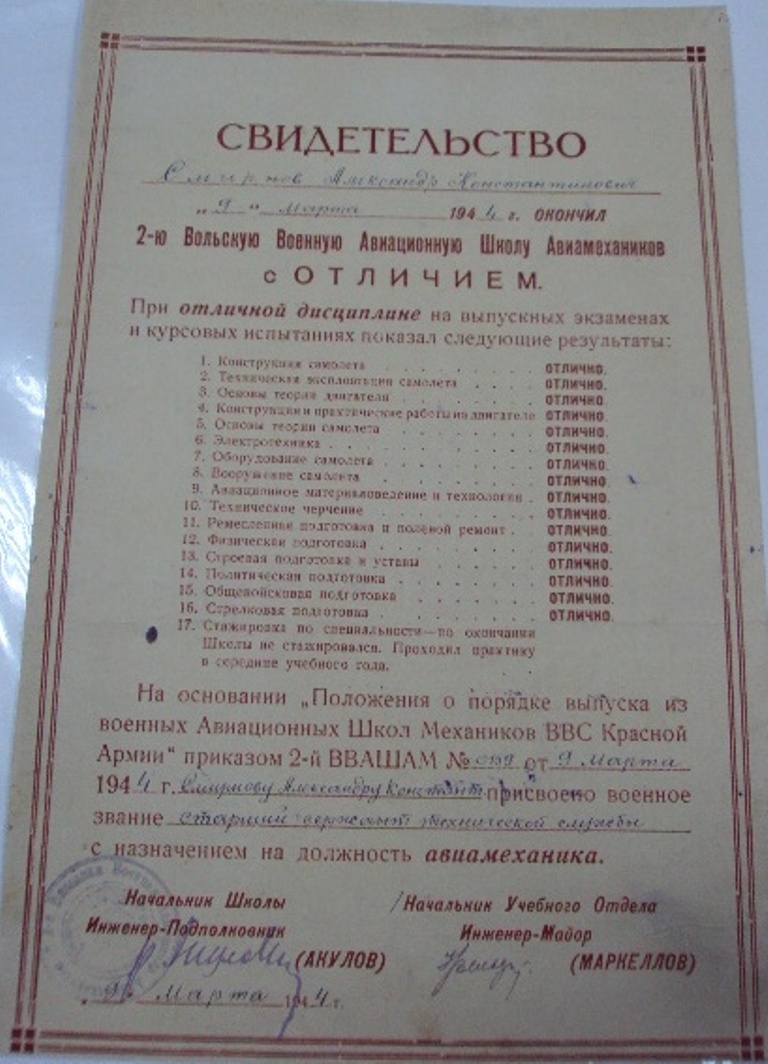 СВИДЕТЕЛЬСТВО
Смирнов Александр Константинович
„9“ марта 1944 г. ОКОНЧИЛ
2-ю Вольскую Военную Авиационную Школу Авиамехаников
с ОТЛИЧИЕМ.
При отличной дисциплине на выпускных экзаменах
и курсовых испытаниях показал следующие результаты:
1. Конструкция самолета . . . . . . . . ОТЛИЧНО.
2. Техническая эксплоатация самолета . . . . ОТЛИЧНО.
3. Основы теории двигателя . . . . . . . ОТЛИЧНО.
4. Конструкции и практические работы на двигателе ОТЛИЧНО.
5. Основы теории самолета . . . . . . . ОТЛИЧНО.
6. Электротехника . . . . . . . . . . ОТЛИЧНО.
7. Оборудование самолета . . . . . . . . ОТЛИЧНО.
8. Вооружение самолета . . . . . . . . ОТЛИЧНО.
9. Авиационное материаловедение и технология . ОТЛИЧНО.
10. Техническое черчение . . . . . . . . ОТЛИЧНО.
11. Ремесленная подготовка и полевой ремонт . ОТЛИЧНО.
12. Физическая подготовка . . . . . . . . ОТЛИЧНО.
13. Строевая подготовка и уставы . . . . . ОТЛИЧНО.
14. Политическая подготовка . . . . . . . ОТЛИЧНО.
15. Общевойсковая подготовка . . . . . . ОТЛИЧНО.
16. Стрелковая подготовка . . . . . . . . ОТЛИЧНО.
17. Стажировка по специальности—по окончании
Школы не стажировался. Проходил практику
в середине учебного года.
На основании „Положения о порядке выпуска из
военных Авиационных Школ Механиков ВВС Красной
Армии“ приказом 2-й ВВАШАМ № от 9 марта
1944 г. Смирнову Александру Констант присвоено военное
звание старший сержант технической службы
с назначением на должность авиамеханика.
Начальник Школы
Инженер-Подполковник
(АКУЛОВ)
Начальник Учебного Отдела
Инженер-Майор
(МАРКЕЛЛОВ)
„9“ Марта 1944 г.